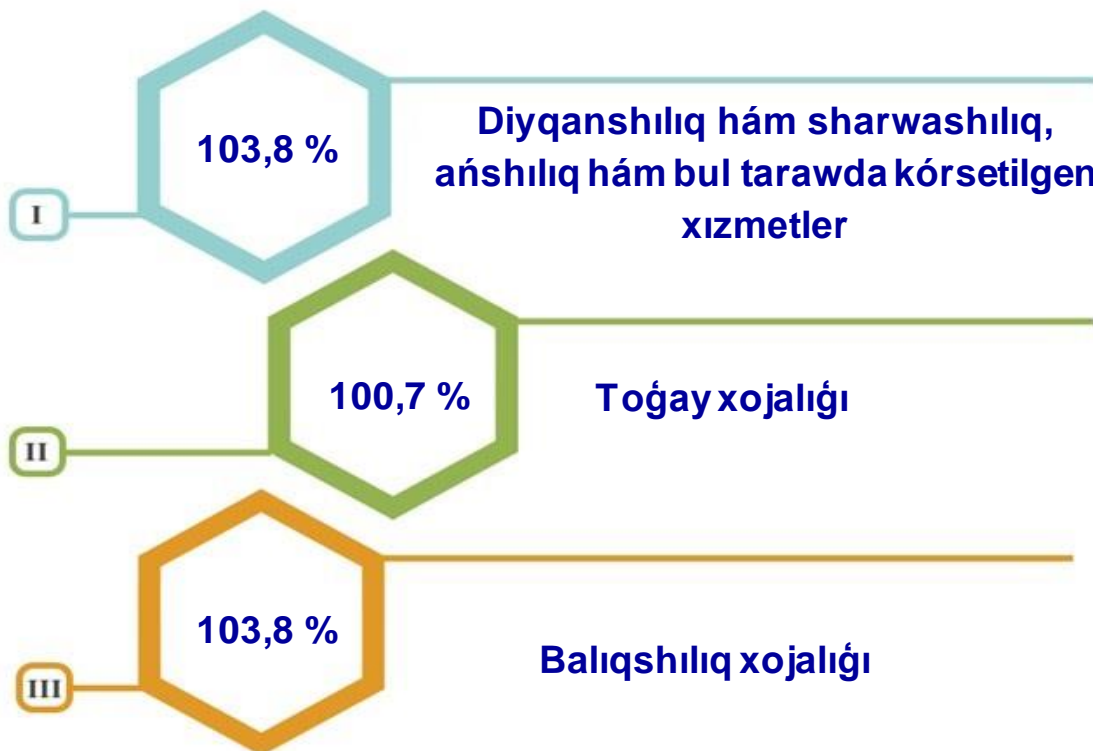 103,8 %
Diyqanshılıq hám sharwashılıq,
ańshılıq hám bul tarawda kórsetilgen
xızmetler
I
100,7 %
Toǵay xojalıǵı
II
103,8 %
Balıqshılıq xojalıǵı
III